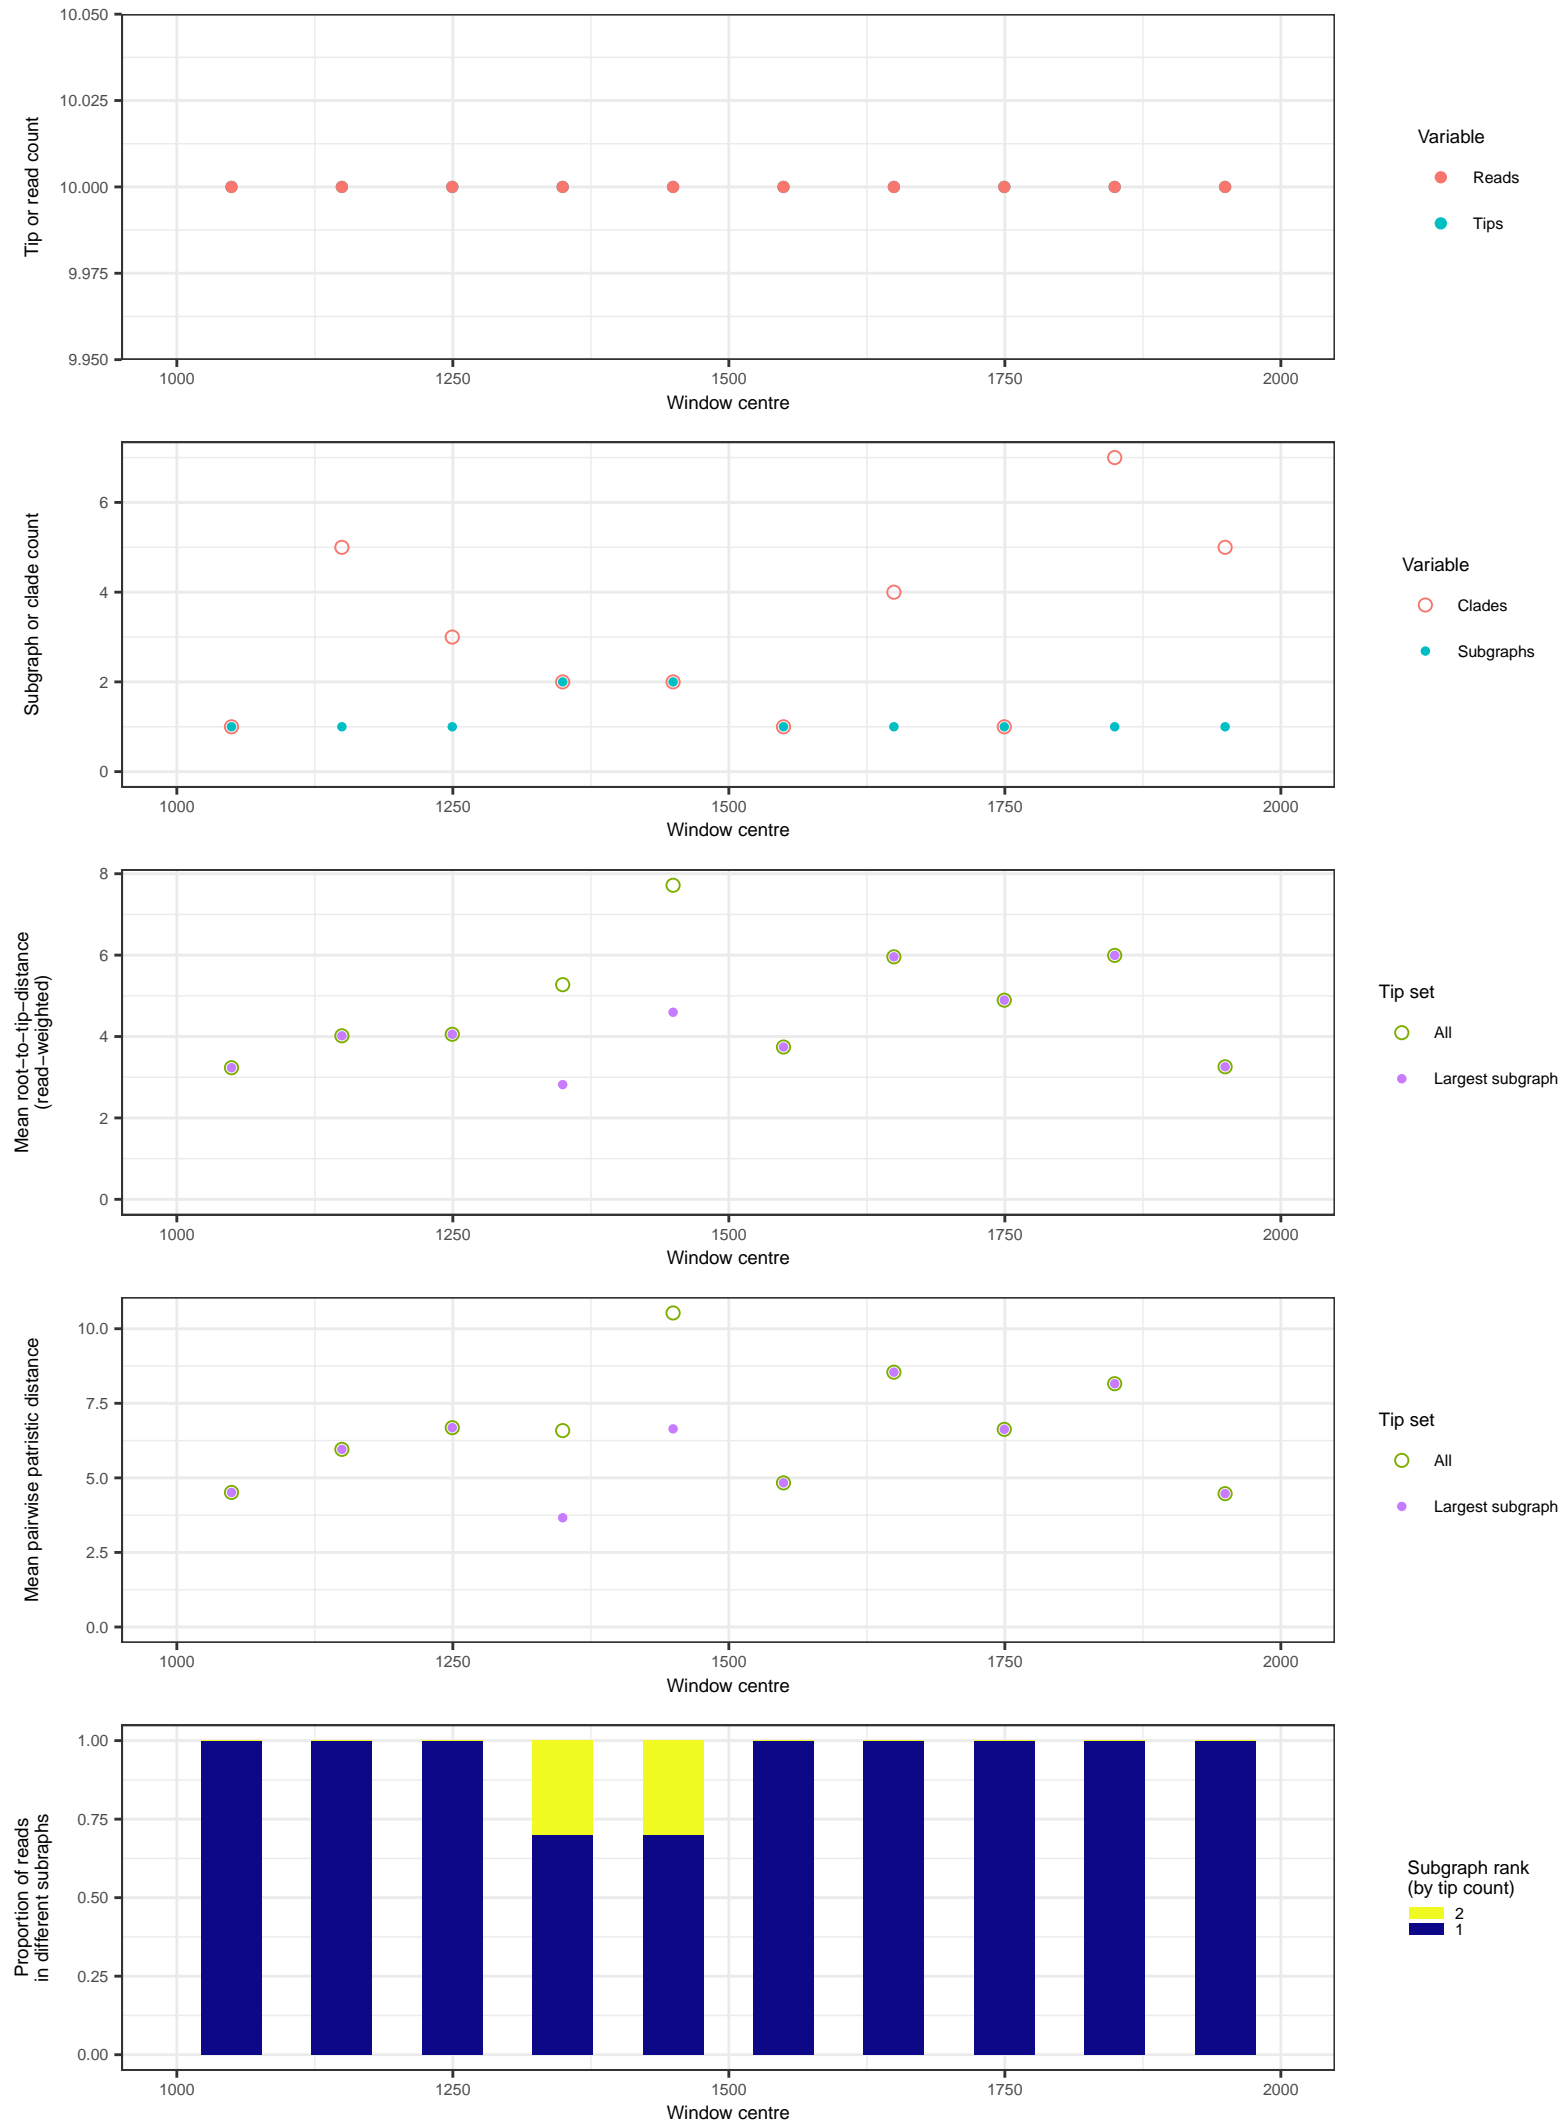 10.050
10.025
10.000
9.975
9.950
Tip or read count
1000 1250 1500 1750 2000
Window centre
Variable
Reads
Tips
6
4
2
0
Subgraph or clade count
1000 1250 1500 1750 2000
Window centre
Variable
Clades
Subgraphs
8
6
4
2
0
Mean root−to−tip−distance
(read−weighted)
1000 1250 1500 1750 2000
Window centre
Tip set
All
Largest subgraph
10.0
7.5
5.0
2.5
0.0
Mean pairwise patristic distance
1000 1250 1500 1750 2000
Window centre
Tip set
All
Largest subgraph
1.00
0.75
0.50
0.25
0.00
Proportion of reads
in different subraphs
1000 1250 1500 1750 2000
Window centre
Subgraph rank
(by tip count)
2
1